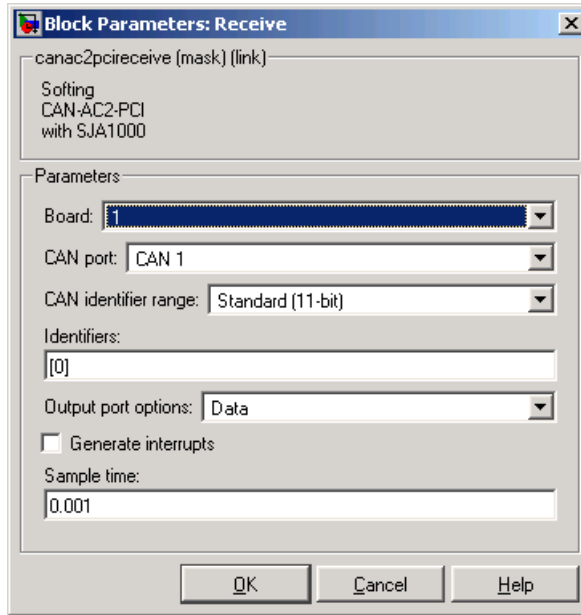 Block Parameters: Receive
canac2pcireceive (mask) (link)
Softing
CAN-AC2-PCI
with SJA1000
Parameters
Board: 1
CAN port: CAN 1
CAN identifier range: Standard (11-bit)
Identifiers:
[0]
Output port options: Data
Generate interrupts
Sample time:
0.001
OK Cancel Help